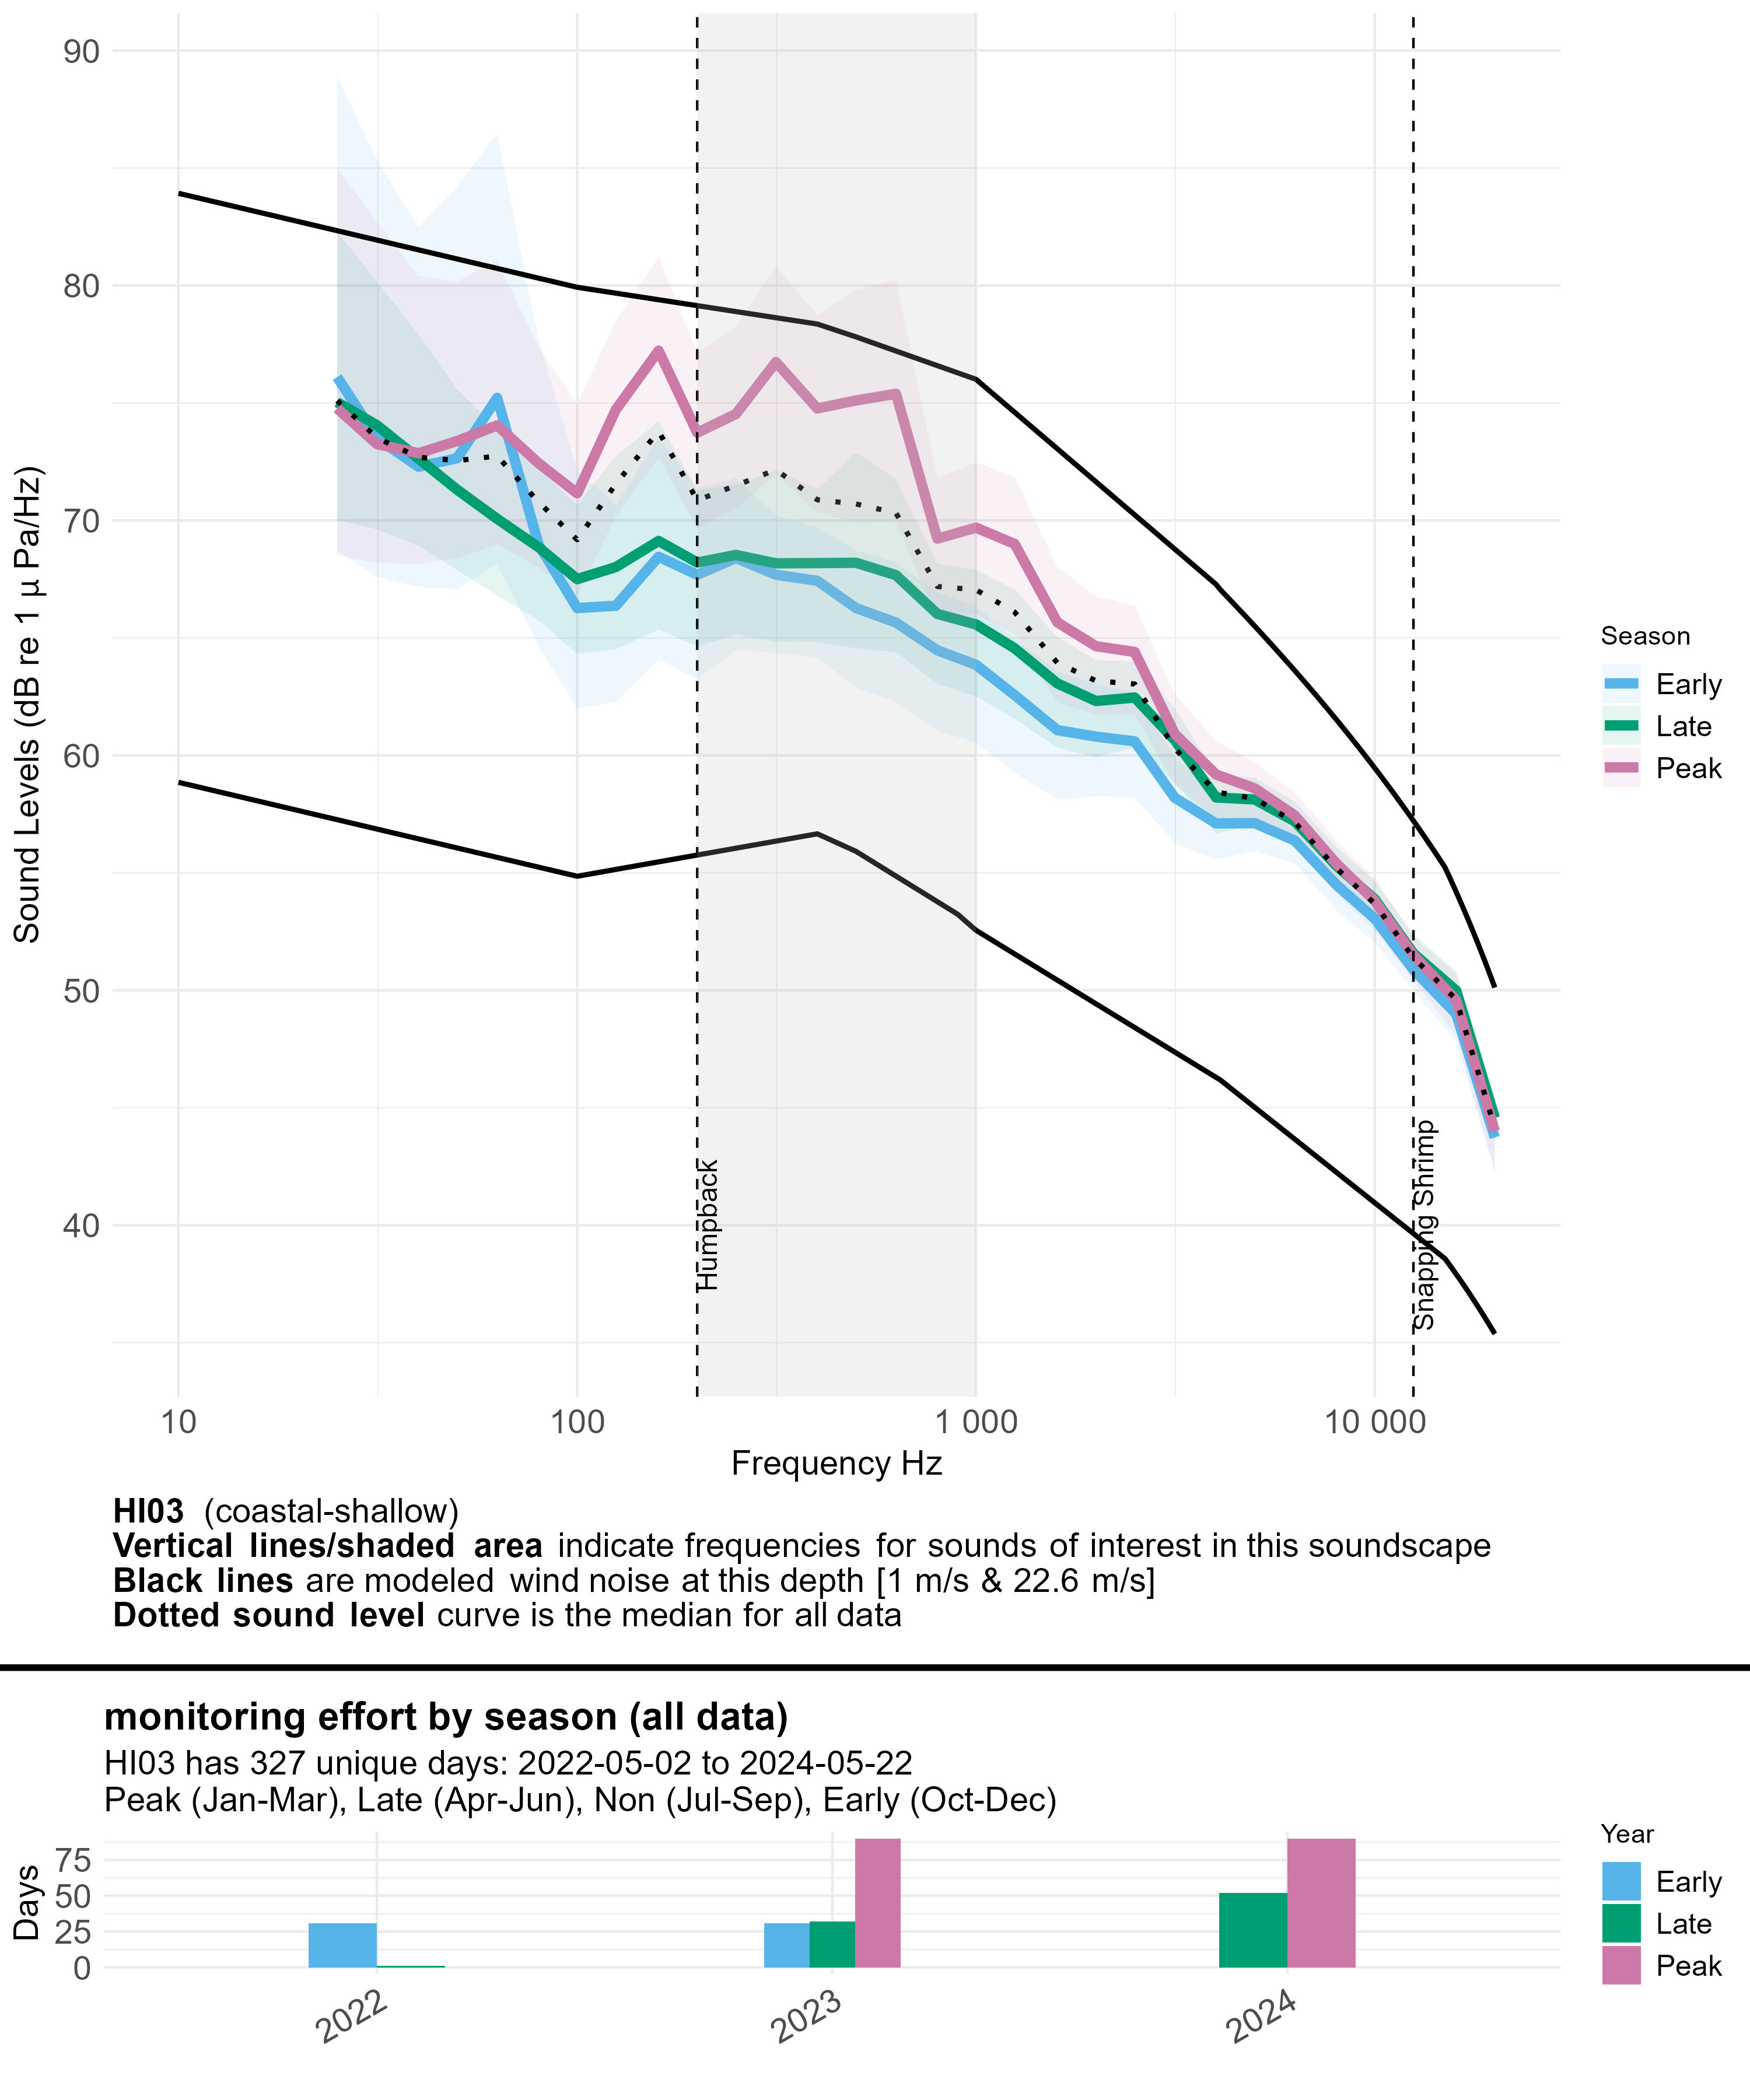 90
80
70
60
50
40
Sound Levels (dB re 1 µ Pa/Hz)
Humpback
Snapping Shrimp
10
100
1 000
10 000
Frequency Hz
Season
Early
Late
Peak
HI03 (coastal-shallow)
Vertical lines/shaded area indicate frequencies for sounds of interest in this soundscape
Black lines are modeled wind noise at this depth [1 m/s & 22.6 m/s]
Dotted sound level curve is the median for all data
monitoring effort by season (all data)
HI03 has 327 unique days: 2022-05-02 to 2024-05-22
Peak (Jan-Mar), Late (Apr-Jun), Non (Jul-Sep), Early (Oct-Dec)
Days
75
50
25
0
2022
2023
2024
Year
Early
Late
Peak